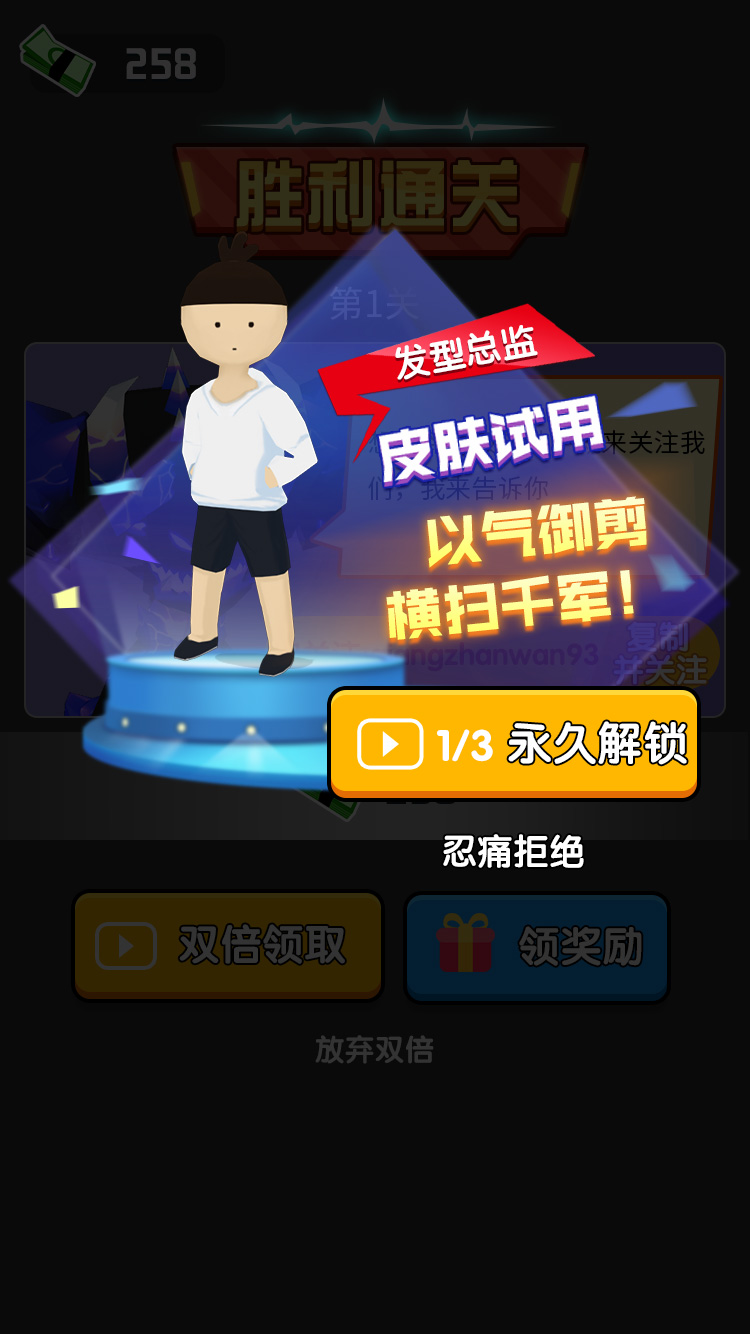 258
胜利通关
第1关
发型总监
皮肤试用
来关注我
们，我来告诉你
以气御剪
横扫千军！
ngzhanwan93
复制
并关注
1/3 永久解锁
忍痛拒绝
双倍领取
领奖励
放弃双倍